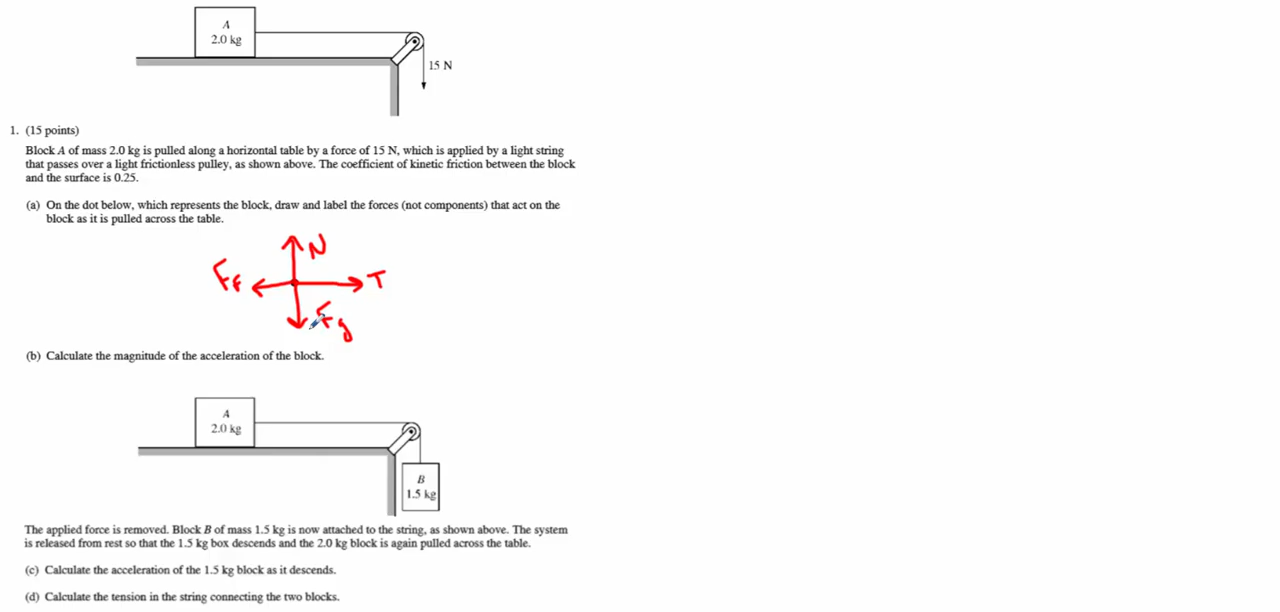 A
2.0 kg
15 N
1. (15 points)
Block A of mass 2.0 kg is pulled along a horizontal table by a force of 15 N, which is applied by a light string
that passes over a light frictionless pulley, as shown above. The coefficient of kinetic friction between the block
and the surface is 0.25.
(a) On the dot below, which represents the block, draw and label the forces (not components) that act on the
block as it is pulled across the table.
N
Ff
T
Fg
(b) Calculate the magnitude of the acceleration of the block.
A
2.0 kg
B
1.5 kg
The applied force is removed. Block B of mass 1.5 kg is now attached to the string, as shown above. The system
is released from rest so that the 1.5 kg box descends and the 2.0 kg block is again pulled across the table.
(c) Calculate the acceleration of the 1.5 kg block as it descends.
(d) Calculate the tension in the string connecting the two blocks.